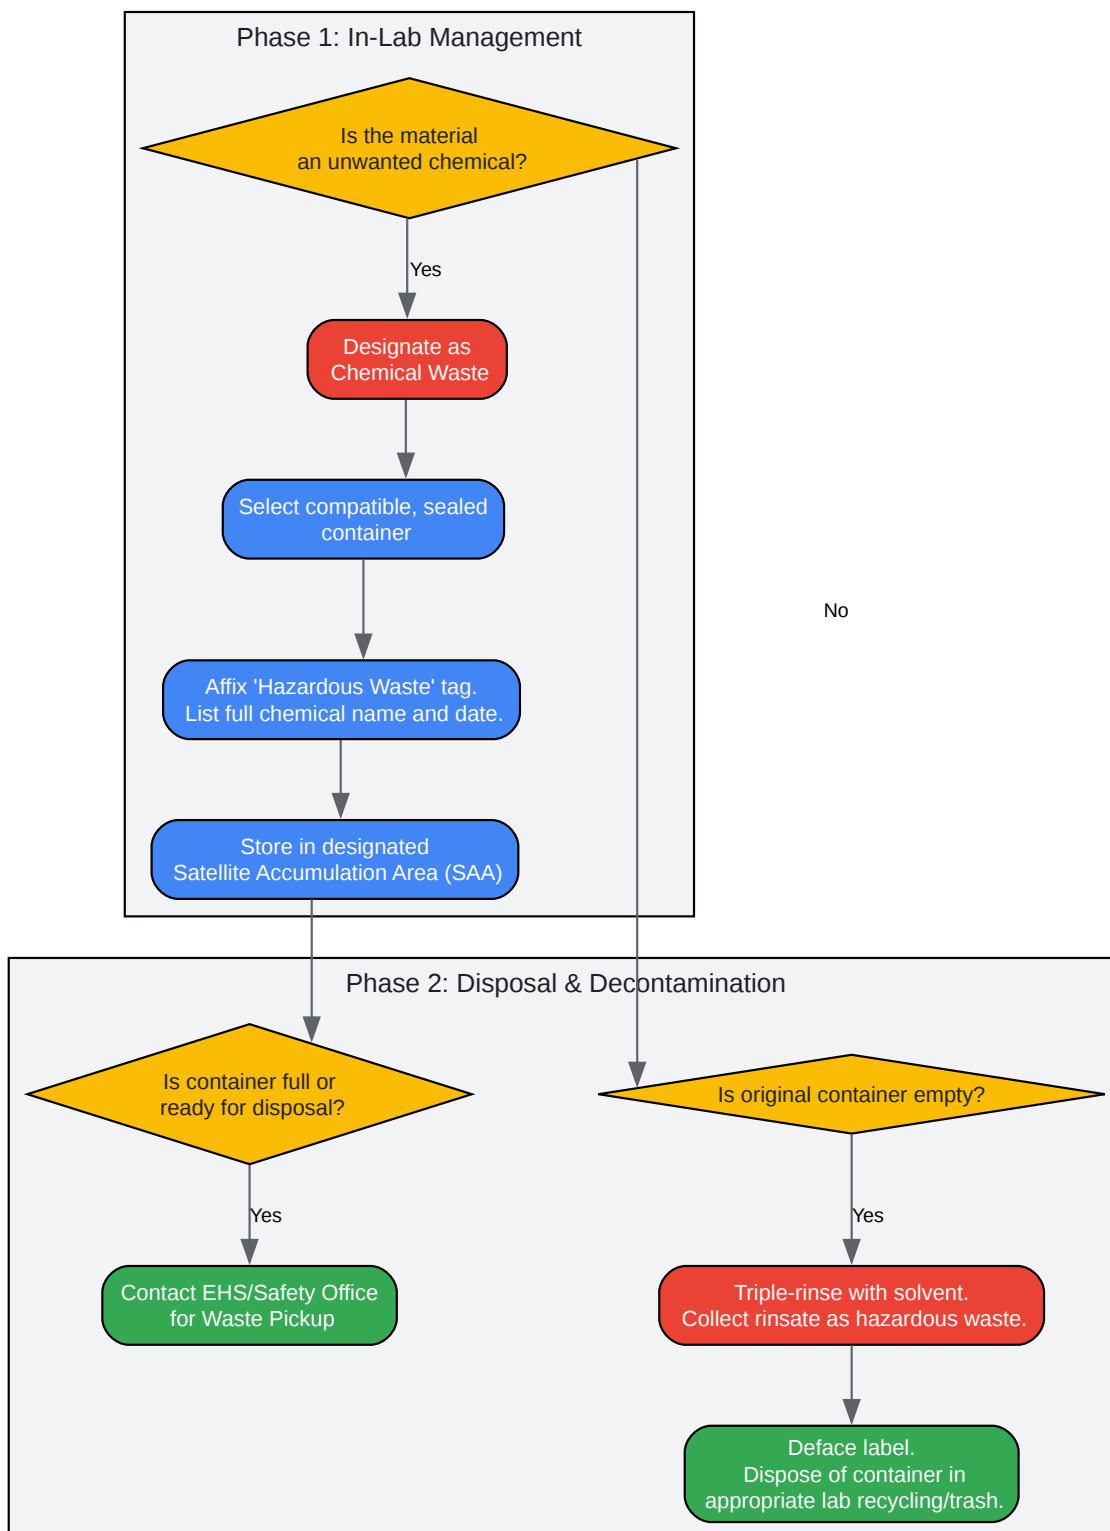 Phase 1: In-Lab Management
Is the material
an unwanted chemical?
Yes
Designate as
Chemical Waste
Select compatible, sealed
container
No
Affix 'Hazardous Waste' tag.
List full chemical name and date.
Store in designated
Satellite Accumulation Area (SAA)
Phase 2: Disposal & Decontamination
Is container full or
ready for disposal?
Is original container empty?
Yes
Yes
Contact EHS/Safety Office
for Waste Pickup
Triple-rinse with solvent.
Collect rinsate as hazardous waste.
Deface label.
Dispose of container in
appropriate lab recycling/trash.